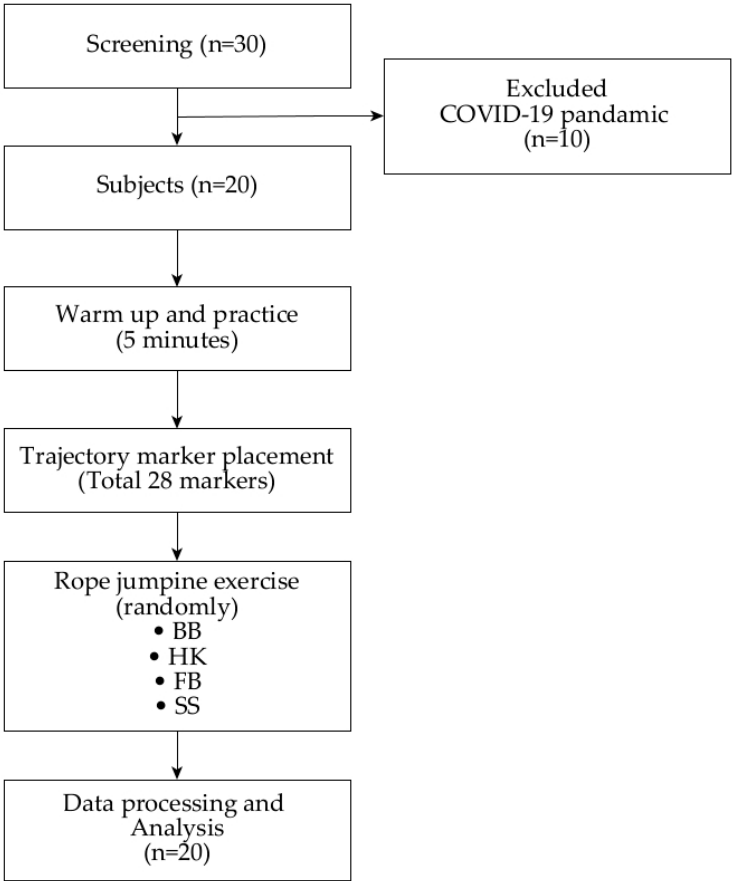 Screening (n=30)
Excluded
COVID-19 pandamic
(n=10)
Subjects (n=20)
Warm up and practice
(5 minutes)
Trajectory marker placement
(Total 28 markers)
Rope jumpine exercise
(randomly)
• BB
• HK
• FB
• SS
Data processing and
Analysis
(n=20)